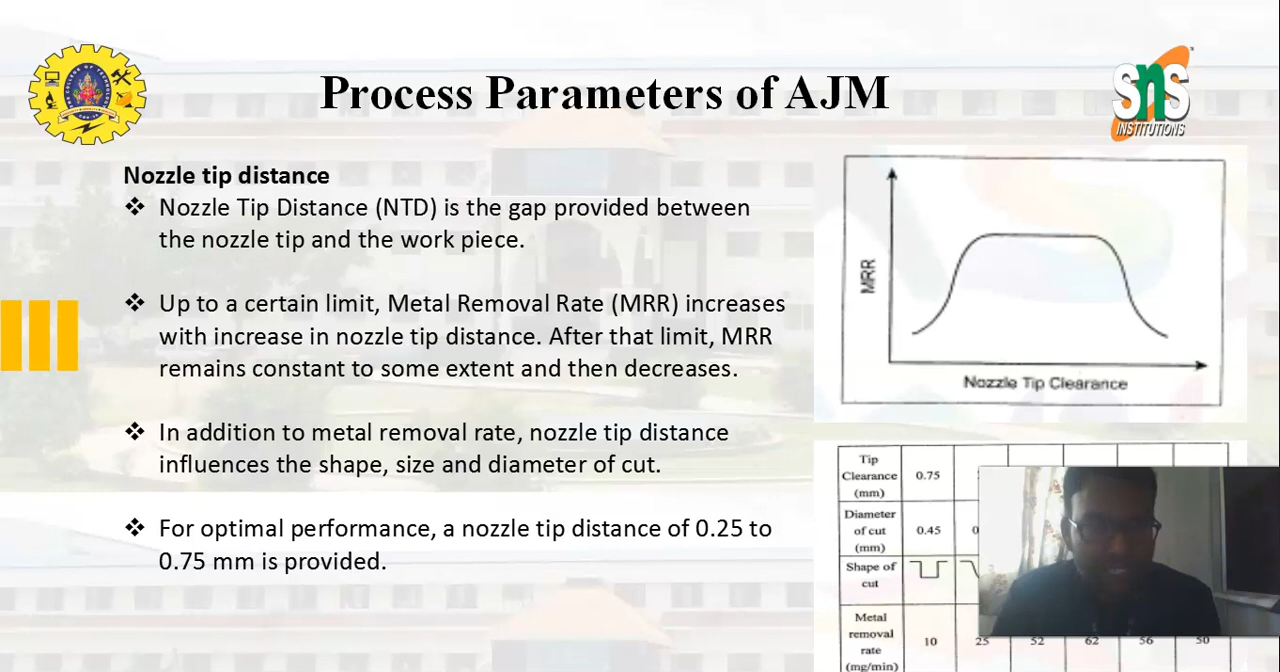 Process Parameters of AJM
SNS
INSTITUTIONS
Nozzle tip distance
❖ Nozzle Tip Distance (NTD) is the gap provided between
the nozzle tip and the work piece.
❖ Up to a certain limit, Metal Removal Rate (MRR) increases
with increase in nozzle tip distance. After that limit, MRR
remains constant to some extent and then decreases.
❖ In addition to metal removal rate, nozzle tip distance
influences the shape, size and diameter of cut.
❖ For optimal performance, a nozzle tip distance of 0.25 to
0.75 mm is provided.
MRR
Nozzle Tip Clearance
Tip
Clearance
(mm)
0.75
Diameter
of cut
(mm)
0.45
Shape of
cut
Metal
removal
rate
(mg/min)
10 25 52 62 56 50